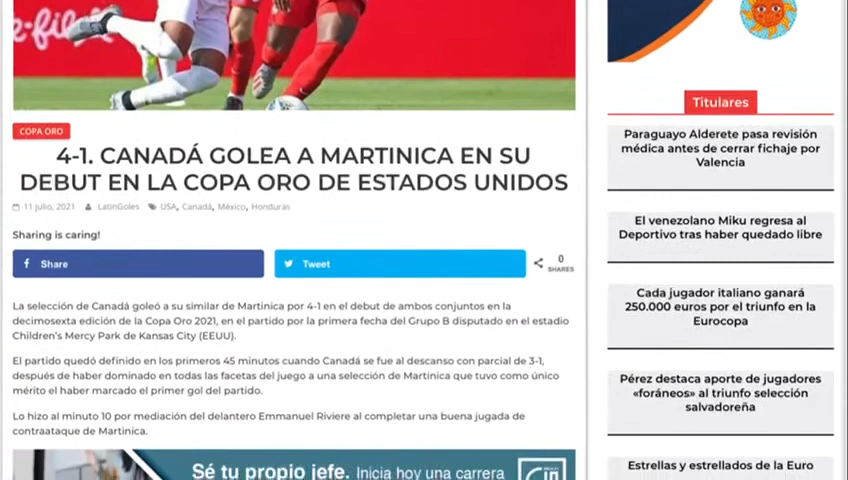 e-filo
COPA ORO
4-1. CANADÁ GOLEA A MARTINICA EN SU
DEBUT EN LA COPA ORO DE ESTADOS UNIDOS
11 julio, 2021 LatinGoles USA, Canadá, México, Honduras
Sharing is caring!
Share
Tweet
0
SHARES
La selección de Canadá goleó a su similar de Martinica por 4-1 en el debut de ambos conjuntos en la
decimosexta edición de la Copa Oro 2021, en el partido por la primera fecha del Grupo B disputado en el estadio
Children's Mercy Park de Kansas City (EEUU).
El partido quedó definido en los primeros 45 minutos cuando Canadá se fue al descanso con parcial de 3-1,
después de haber dominado en todas las facetas del juego a una selección de Martinica que tuvo como único
mérito el haber marcado el primer gol del partido.
Lo hizo al minuto 10 por mediación del delantero Emmanuel Riviere al completar una buena jugada de
contraataque de Martinica.
Sé tu propio jefe. Inicia hoy una carrera
Titulares
Paraguayo Alderete pasa revisión
médica antes de cerrar fichaje por
Valencia
El venezolano Miku regresa al
Deportivo tras haber quedado libre
Cada jugador italiano ganará
250.000 euros por el triunfo en la
Eurocopa
Pérez destaca aporte de jugadores
«foráneos» al triunfo selección
salvadoreña
Estrellas y estrellados de la Euro